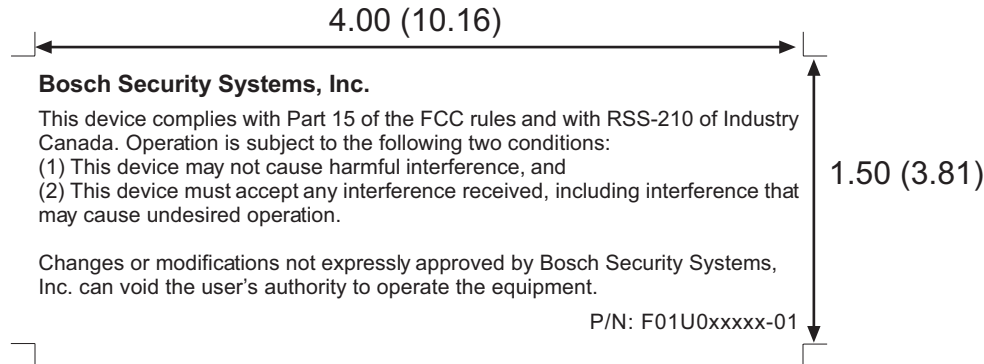 4.00 (10.16)
Bosch Security Systems, Inc.
This device complies with Part 15 of the FCC rules and with RSS-210 of Industry
Canada. Operation is subject to the following two conditions:
(1) This device may not cause harmful interference, and
(2) This device must accept any interference received, including interference that
may cause undesired operation.
1.50 (3.81)
Changes or modifications not expressly approved by Bosch Security Systems,
Inc. can void the user’s authority to operate the equipment.
P/N: F01U0xxxxx-01